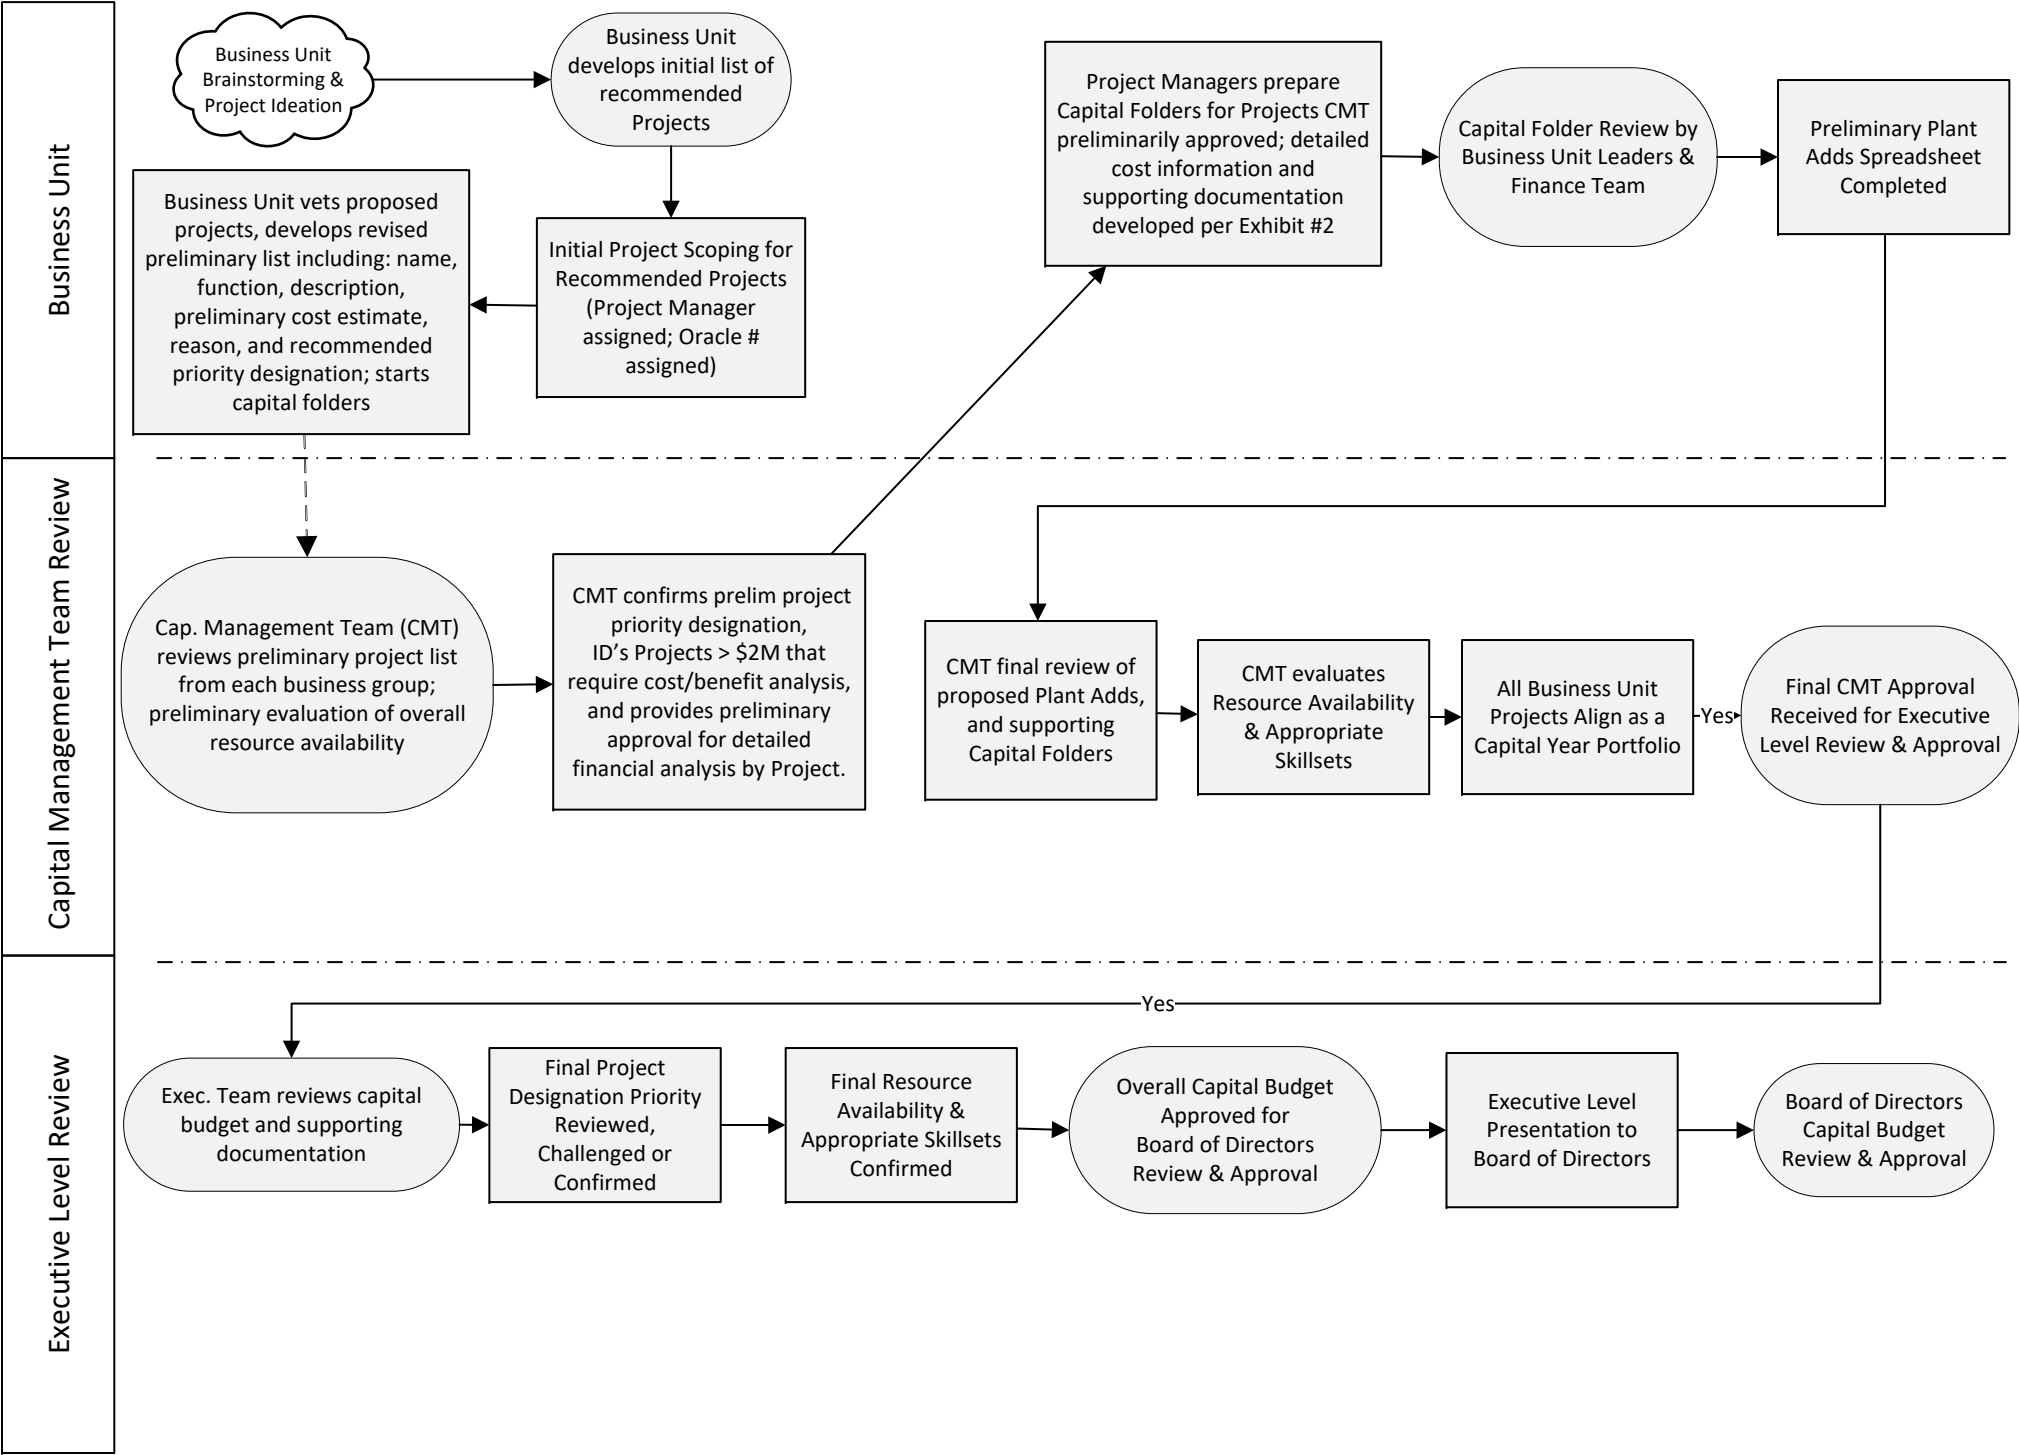 Business Unit
Business Unit
Brainstorming &
Project Ideation
Business Unit
develops initial list of
recommended
Projects
Initial Project Scoping for
Recommended Projects
(Project Manager
assigned; Oracle #
assigned)
Business Unit vets proposed
projects, develops revised
preliminary list including: name,
function, description,
preliminary cost estimate,
reason, and recommended
priority designation; starts
capital folders
Project Managers prepare
Capital Folders for Projects CMT
preliminarily approved; detailed
cost information and
supporting documentation
developed per Exhibit #2
Capital Folder Review by
Business Unit Leaders &
Finance Team
Preliminary Plant
Adds Spreadsheet
Completed
Capital Management Team Review
Cap. Management Team (CMT)
reviews preliminary project list
from each business group;
preliminary evaluation of overall
resource availability
CMT confirms prelim project
priority designation,
ID’s Projects > $2M that
require cost/benefit analysis,
and provides preliminary
approval for detailed
financial analysis by Project.
CMT final review of
proposed Plant Adds,
and supporting
Capital Folders
CMT evaluates
Resource Availability
& Appropriate
Skillsets
All Business Unit
Projects Align as a
Capital Year Portfolio
Yes
Final CMT Approval
Received for Executive
Level Review & Approval
Yes
Executive Level Review
Exec. Team reviews capital
budget and supporting
documentation
Final Project
Designation Priority
Reviewed,
Challenged or
Confirmed
Final Resource
Availability &
Appropriate Skillsets
Confirmed
Overall Capital Budget
Approved for
Board of Directors
Review & Approval
Executive Level
Presentation to
Board of Directors
Board of Directors
Capital Budget
Review & Approval